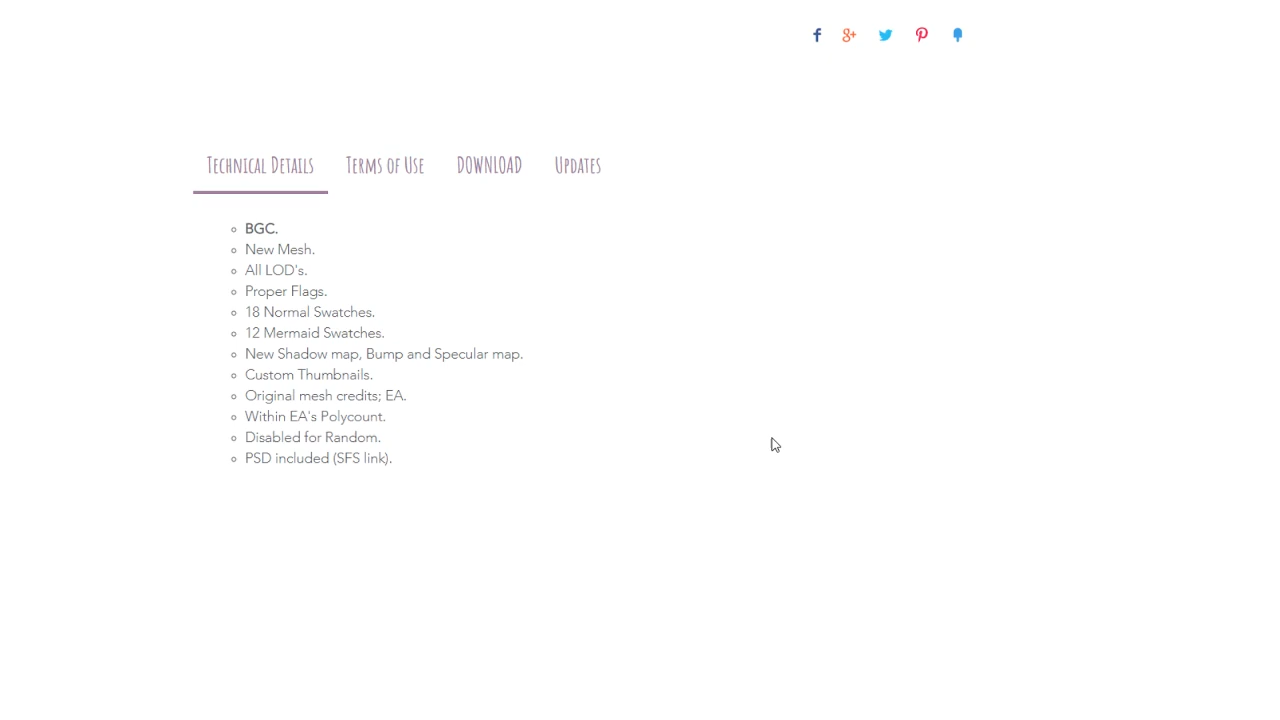 Technical Details Terms of Use DOWNLOAD Updates
BGC.
New Mesh.
All LOD's.
Proper Flags.
18 Normal Swatches.
12 Mermaid Swatches.
New Shadow map, Bump and Specular map.
Custom Thumbnails.
Original mesh credits; EA.
Within EA's Polycount.
Disabled for Random.
PSD included (SFS link).